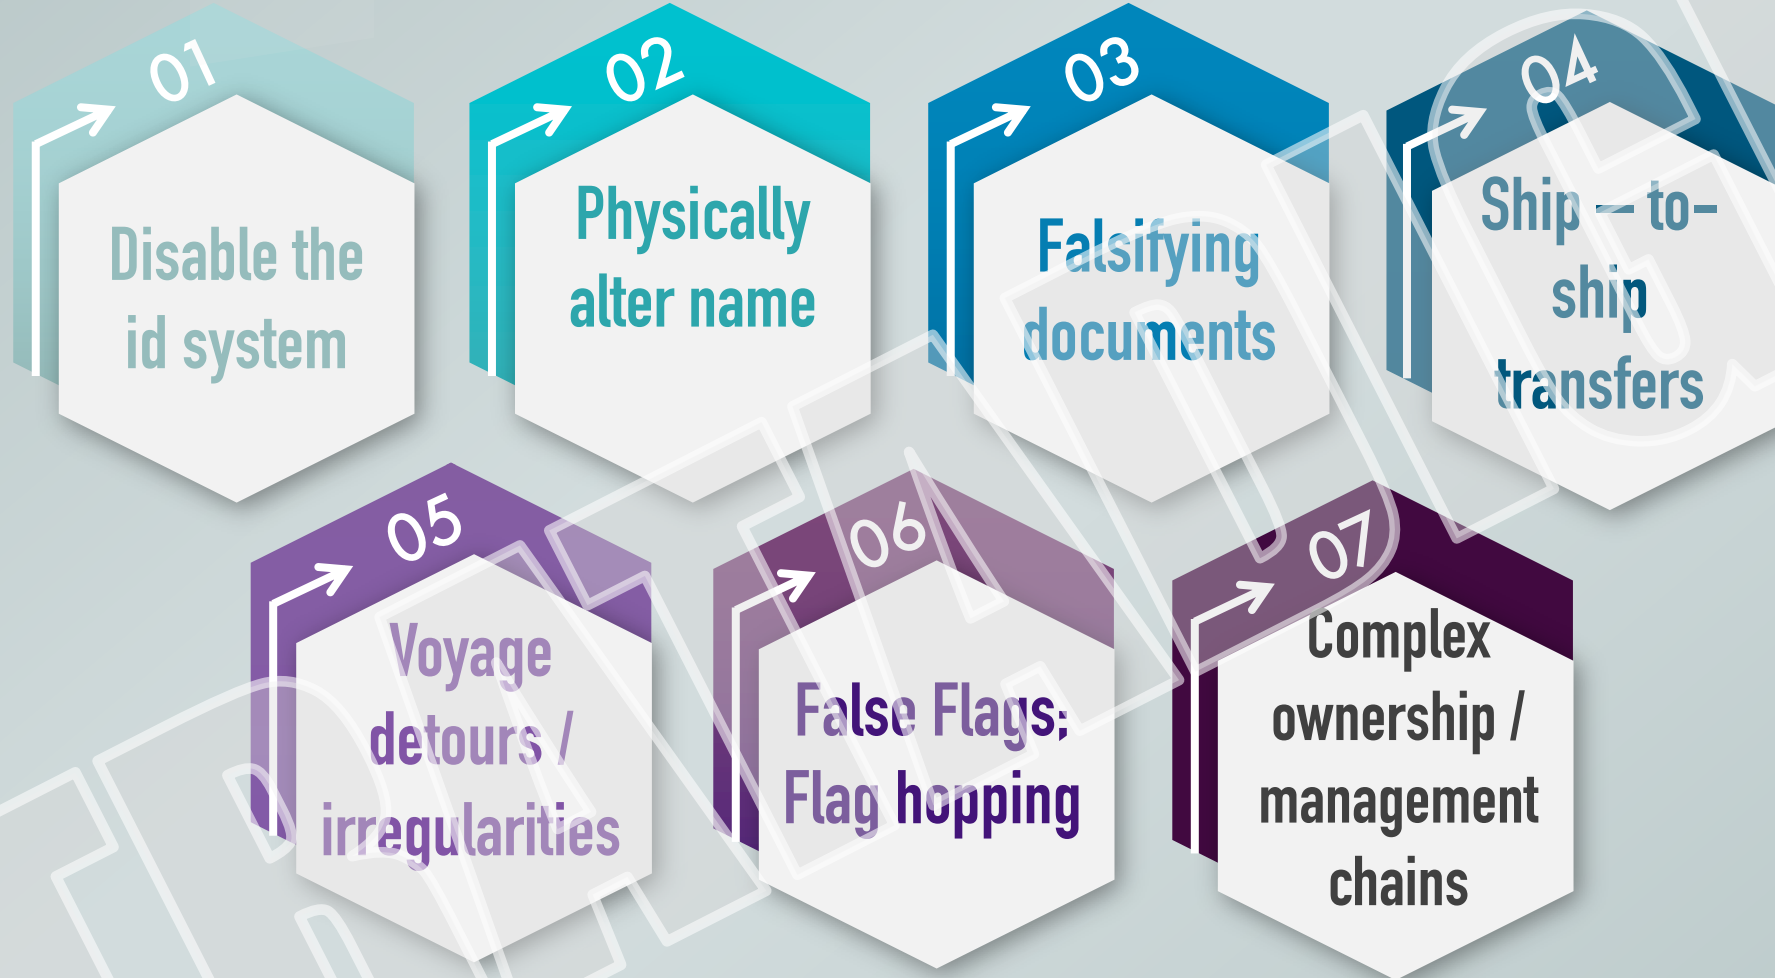 01
Disable the
id system
02
Physically
alter name
03
Falsifying
documents
04
Ship – to–
ship
transfers
05
Voyage
detours /
irregularities
06
False Flags;
Flag hopping
07
Complex
ownership /
management
chains